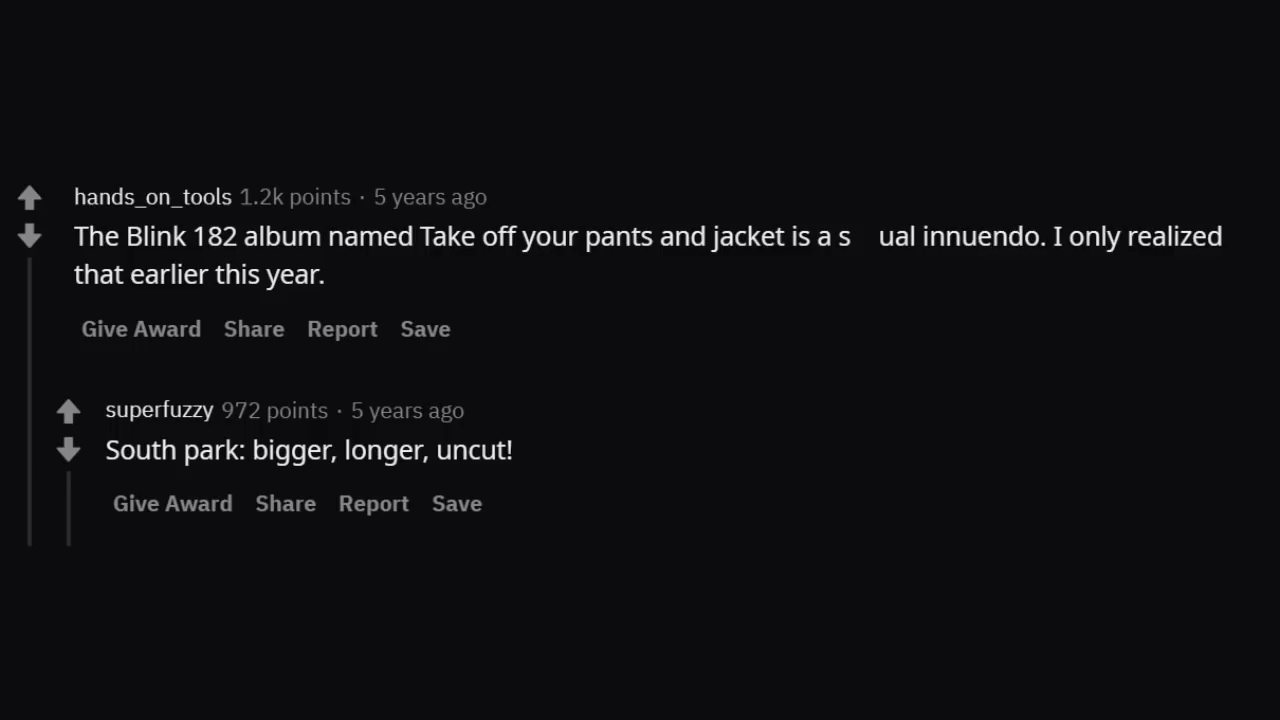 hands_on_tools 1.2k points · 5 years ago
The Blink 182 album named Take off your pants and jacket is a s ual innuendo. I only realized
that earlier this year.
Give Award Share Report Save
superfuzzy 972 points · 5 years ago
South park: bigger, longer, uncut!
Give Award Share Report Save